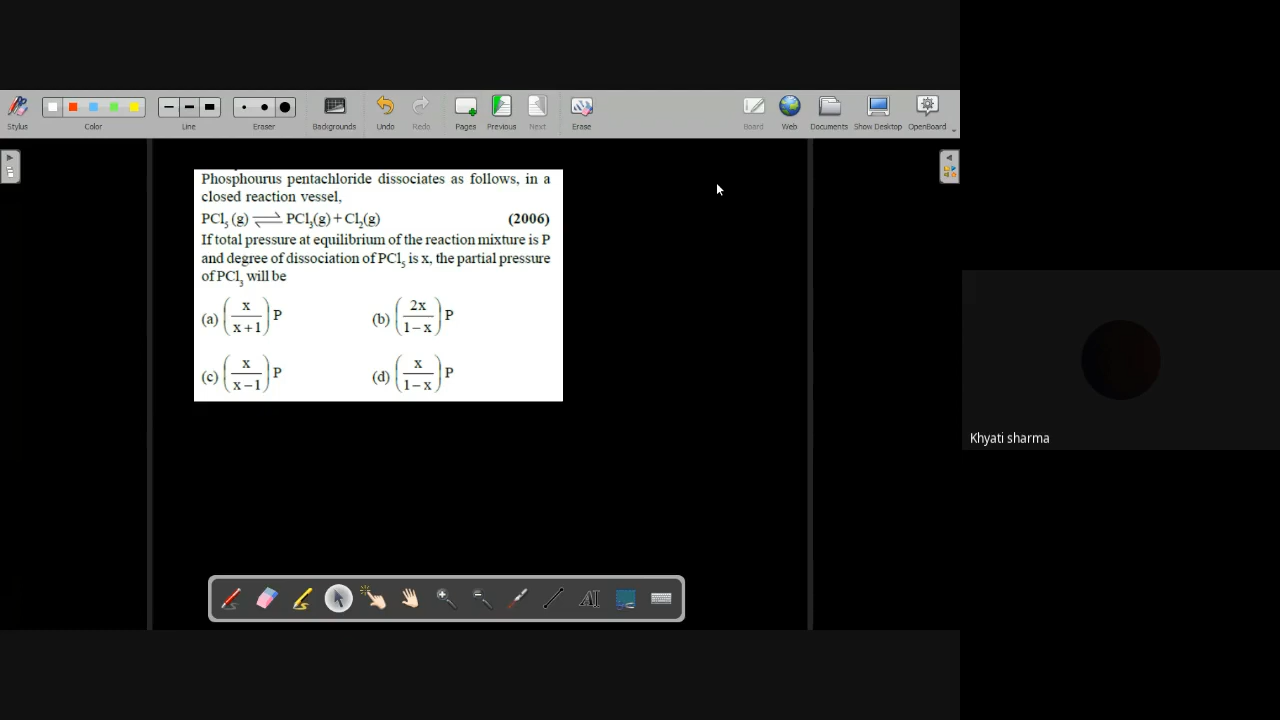 Stylus
Color
Line
Eraser
Backgrounds
Undo
Redo
Pages
Previous
Next
Erase
Board
Web
Documents
Show Desktop
OpenBoard
Phosphourus pentachloride dissociates as follows, in a
closed reaction vessel,
PCl₅ (g) ⇌ PCl₃(g) + Cl₂(g) (2006)
If total pressure at equilibrium of the reaction mixture is P
and degree of dissociation of PCl₅ is x, the partial pressure
of PCl₃ will be
(a) (x/(x+1)) P (b) (2x/(1−x)) P
(c) (x/(x−1)) P (d) (x/(1−x)) P
AI
Khyati sharma